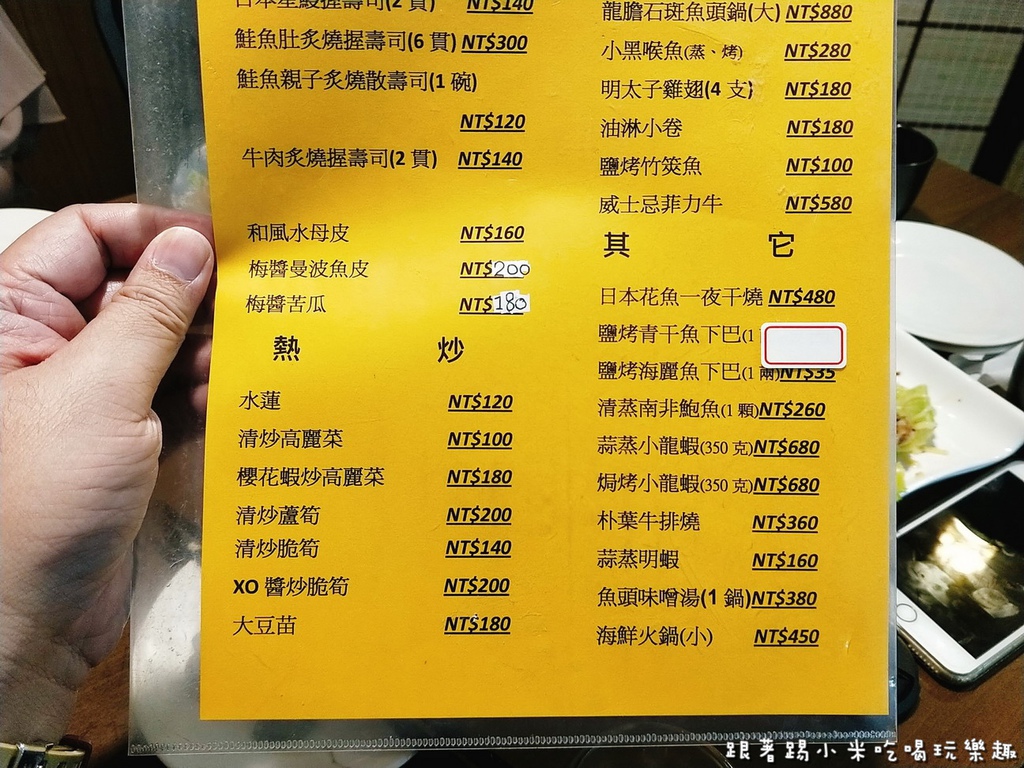 日本星鰻握壽司(2 貫) NT$140
鮭魚肚炙燒握壽司(6 貫) NT$300
鮭魚親子炙燒散壽司(1 碗)
NT$120
牛肉炙燒握壽司(2 貫) NT$140
和風水母皮 NT$160
梅醬曼波魚皮 NT$200
梅醬苦瓜 NT$180
熱 炒
水蓮 NT$120
清炒高麗菜 NT$100
櫻花蝦炒高麗菜 NT$180
清炒蘆筍 NT$200
清炒脆筍 NT$140
XO 醬炒脆筍 NT$200
大豆苗 NT$180
龍膽石斑魚頭鍋(大) NT$880
小黑喉魚(蒸、烤) NT$280
明太子雞翅(4 支) NT$180
油淋小卷 NT$180
鹽烤竹筴魚 NT$100
威士忌菲力牛 NT$580
其 它
日本花魚一夜干燒 NT$480
鹽烤青干魚下巴(1
鹽烤海麗魚下巴(1 兩)NT$35
清蒸南非鮑魚(1 顆)NT$260
蒜蒸小龍蝦(350 克)NT$680
焗烤小龍蝦(350 克)NT$680
朴葉牛排燒 NT$360
蒜蒸明蝦 NT$160
魚頭味噌湯(1 鍋)NT$380
海鮮火鍋(小) NT$450
跟著踢小米吃喝玩樂趣